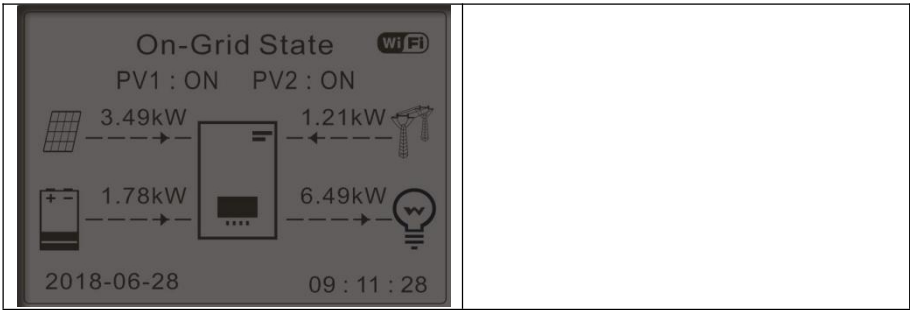 On-Grid State WiFi
PV1 : ON PV2 : ON
3.49kW 1.21kW
+ -
1.78kW 6.49kW
2018-06-28 09 : 11 : 28